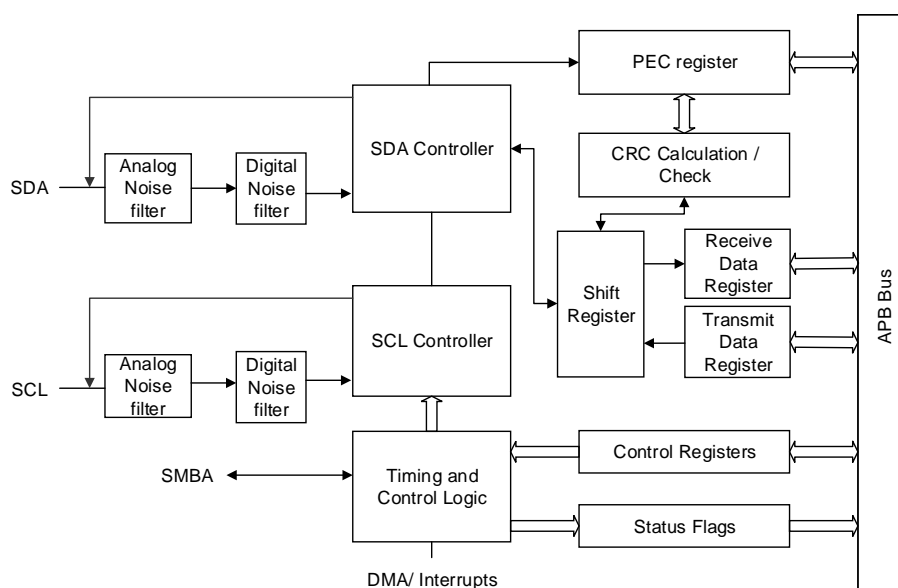 PEC register
SDA Controller
CRC Calculation /
Check
SDA
Analog
Noise
filter
Digital
Noise
filter
Shift
Register
Receive
Data
Register
Transmit
Data
Register
APB Bus
SCL Controller
SCL
Analog
Noise
filter
Digital
Noise
filter
SMBA
Timing and
Control Logic
Control Registers
Status Flags
DMA/ Interrupts